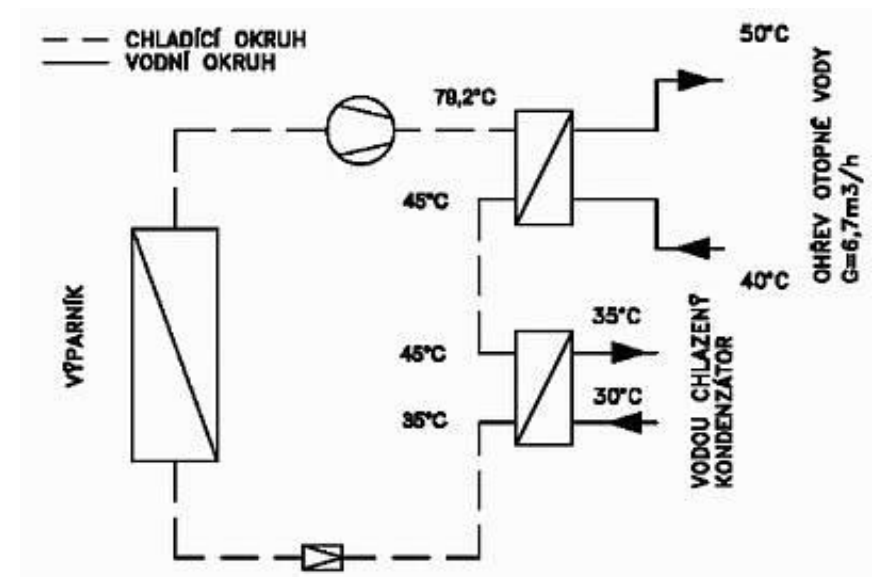 CHLADÍCÍ OKRUH
VODNÍ OKRUH
50°C
79,2°C
45°C
OHŘEV OTOPNÉ VODY
G=6,7m3/h
40°C
VÝPARNÍK
35°C
45°C
30°C
35°C
VODOU CHLAZENÝ
KONDENZÁTOR